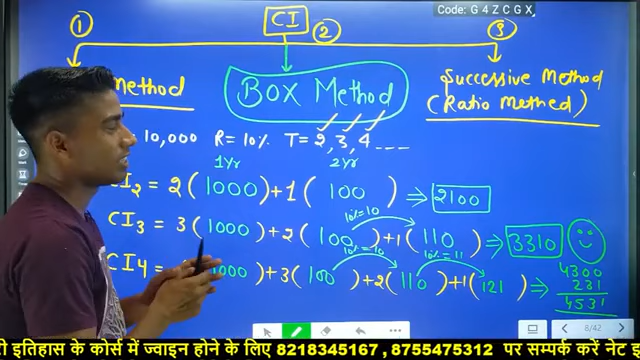 Code: G 4 Z C G X
① CI ② ③
Method BOX Method Successive Method
(Ratio Method)
10,000 R=10% T=2,3,4 ---
1yr 2yr
CI2 = 2(1000)+1(100) ⇒ 2100
10%=10
CI3 = 3(1000)+2(100)+1(110) ⇒ 3310
10%=10 10%=11
CI4 = 1000)+3(100)+2(110)+1(121) ⇒ 4300
231
4531
8/42
इतिहास के कोर्स में ज्वाइन होने के लिए 8218345167 , 8755475312 पर सम्पर्क करें नेट